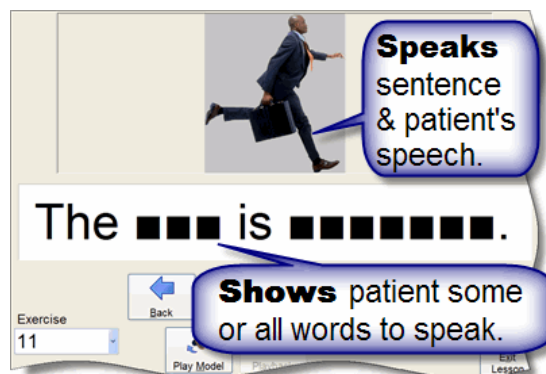 Speaks
sentence
& patient's
speech.
The ■■■ is ■■■■■■■.
Shows patient some
or all words to speak.
Back
Exercise
11
Play Model
Playback
Exit
Lesson